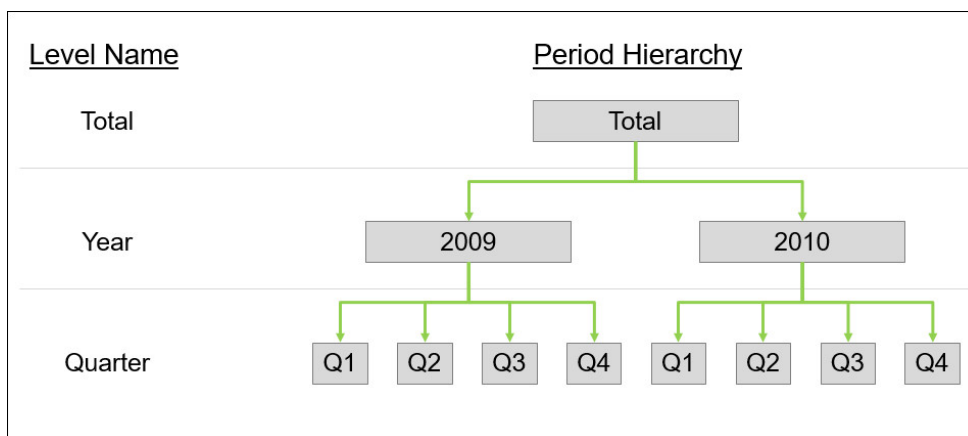 Level Name Period Hierarchy
Total Total
Year 2009 2010
Quarter Q1 Q2 Q3 Q4 Q1 Q2 Q3 Q4